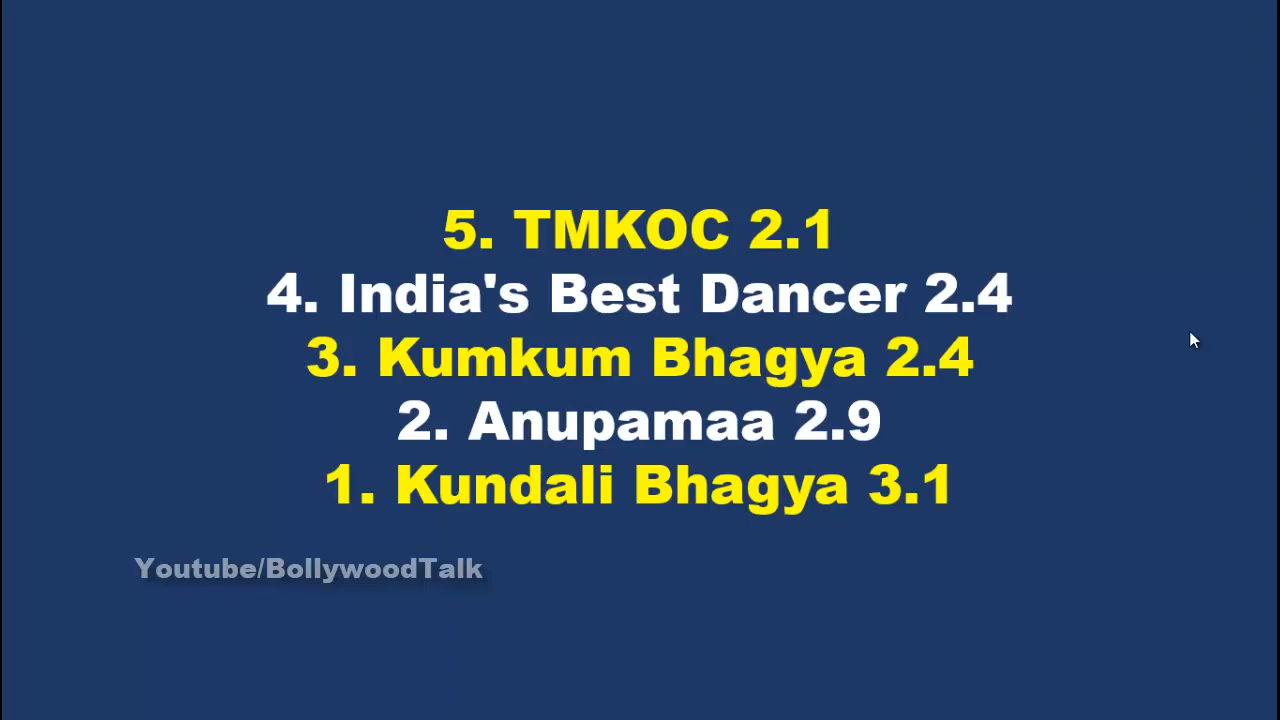 5. TMKOC 2.1
4. India's Best Dancer 2.4
3. Kumkum Bhagya 2.4
2. Anupamaa 2.9
1. Kundali Bhagya 3.1
Youtube/BollywoodTalk